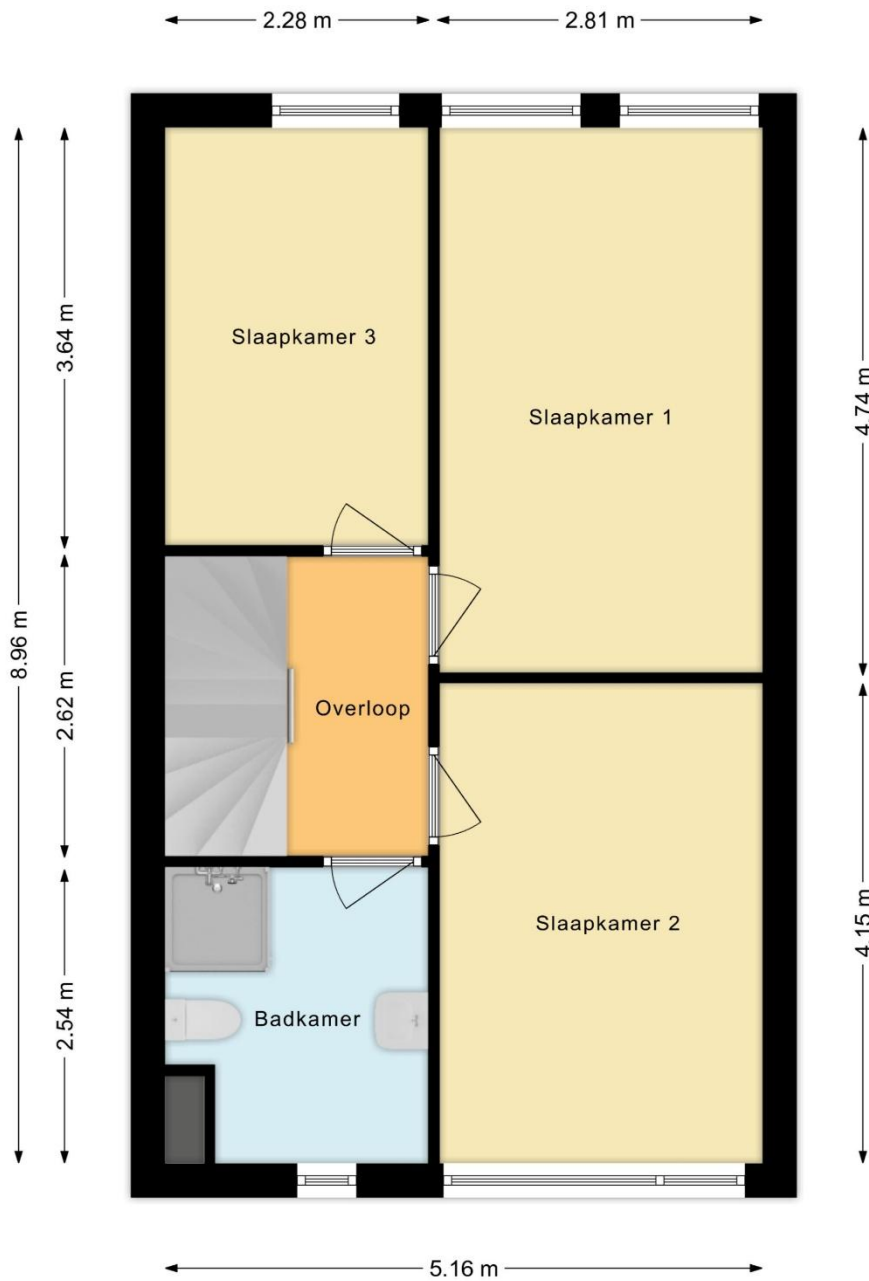 2.28 m
2.81 m
Slaapkamer 3
Slaapkamer 1
3.64 m
4.74 m
8.96 m
2.62 m
Overloop
Slaapkamer 2
4.15 m
2.54 m
Badkamer
5.16 m